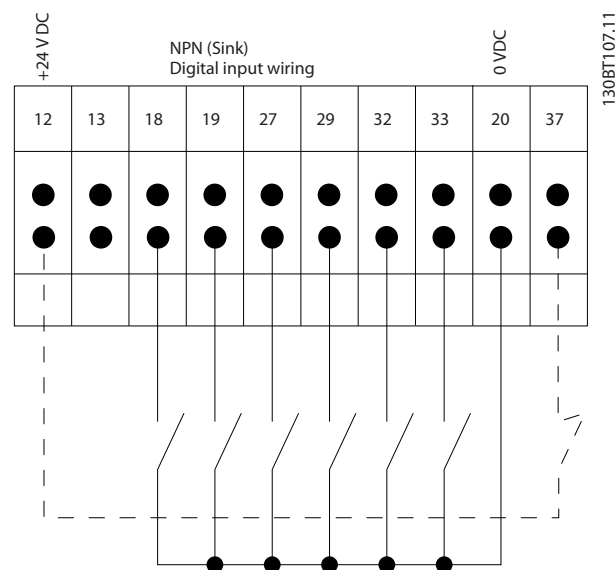 +24 V DC
NPN (Sink)
Digital input wiring
0 VDC
130BT107.11
12 13 18 19 27 29 32 33 20 37